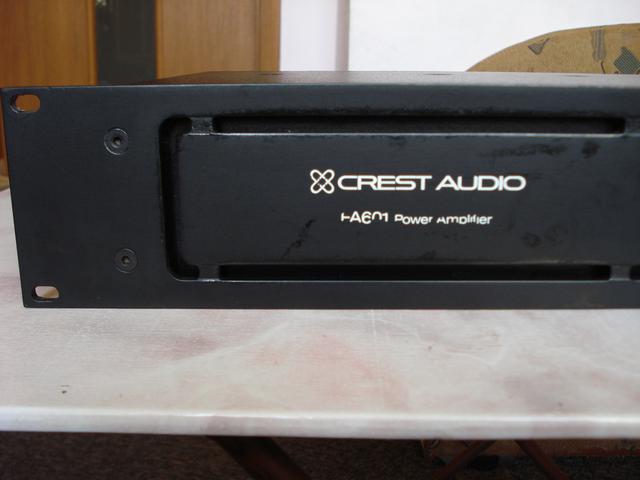 CREST AUDIO
FA601 Power Amplifier